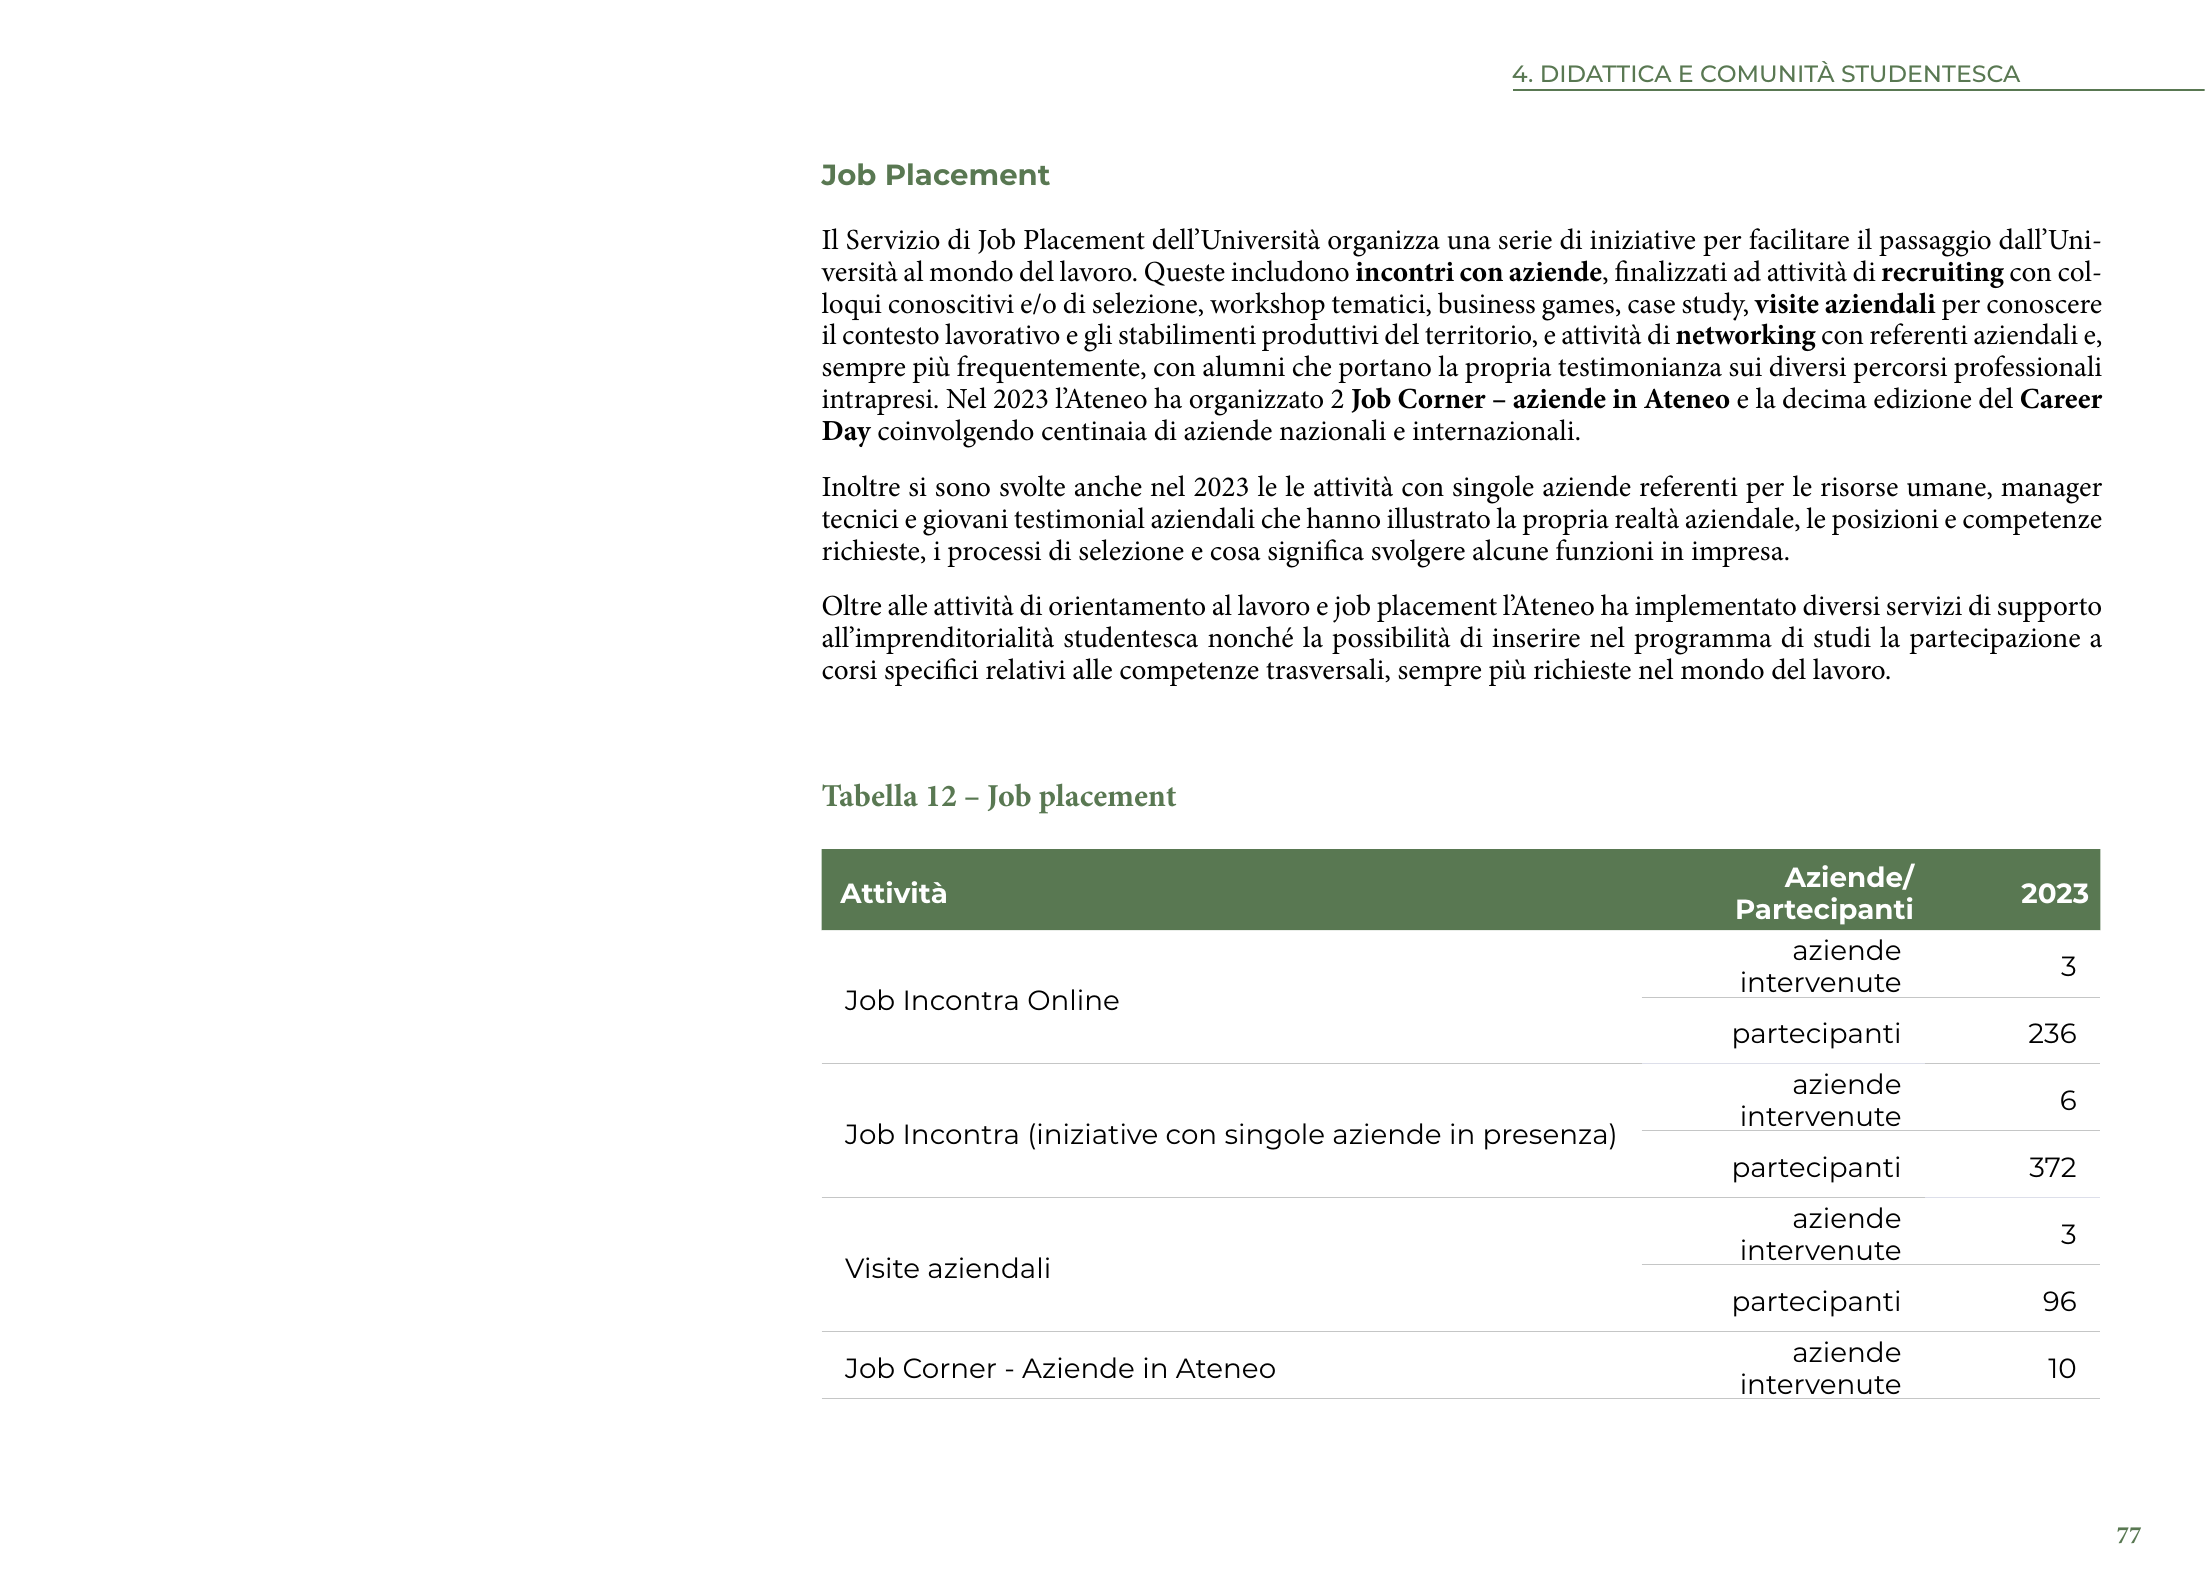 4. DIDATTICA E COMUNITÀ STUDENTESCA
Job Placement
Il Servizio di Job Placement dell’Università organizza una serie di iniziative per facilitare il passaggio dall’Uni-
versità al mondo del lavoro. Queste includono incontri con aziende, finalizzati ad attività di recruiting con col-
loqui conoscitivi e/o di selezione, workshop tematici, business games, case study, visite aziendali per conoscere
il contesto lavorativo e gli stabilimenti produttivi del territorio, e attività di networking con referenti aziendali e,
sempre più frequentemente, con alumni che portano la propria testimonianza sui diversi percorsi professionali
intrapresi. Nel 2023 l’Ateneo ha organizzato 2 Job Corner – aziende in Ateneo e la decima edizione del Career
Day coinvolgendo centinaia di aziende nazionali e internazionali.
Inoltre si sono svolte anche nel 2023 le le attività con singole aziende referenti per le risorse umane, manager
tecnici e giovani testimonial aziendali che hanno illustrato la propria realtà aziendale, le posizioni e competenze
richieste, i processi di selezione e cosa significa svolgere alcune funzioni in impresa.
Oltre alle attività di orientamento al lavoro e job placement l’Ateneo ha implementato diversi servizi di supporto
all’imprenditorialità studentesca nonché la possibilità di inserire nel programma di studi la partecipazione a
corsi specifici relativi alle competenze trasversali, sempre più richieste nel mondo del lavoro.
Tabella 12 – Job placement
Attività
Aziende/
Partecipanti
2023
Job Incontra Online
aziende
intervenute
3
partecipanti
236
Job Incontra (iniziative con singole aziende in presenza)
aziende
intervenute
6
partecipanti
372
Visite aziendali
aziende
intervenute
3
partecipanti
96
Job Corner - Aziende in Ateneo
aziende
intervenute
10
77